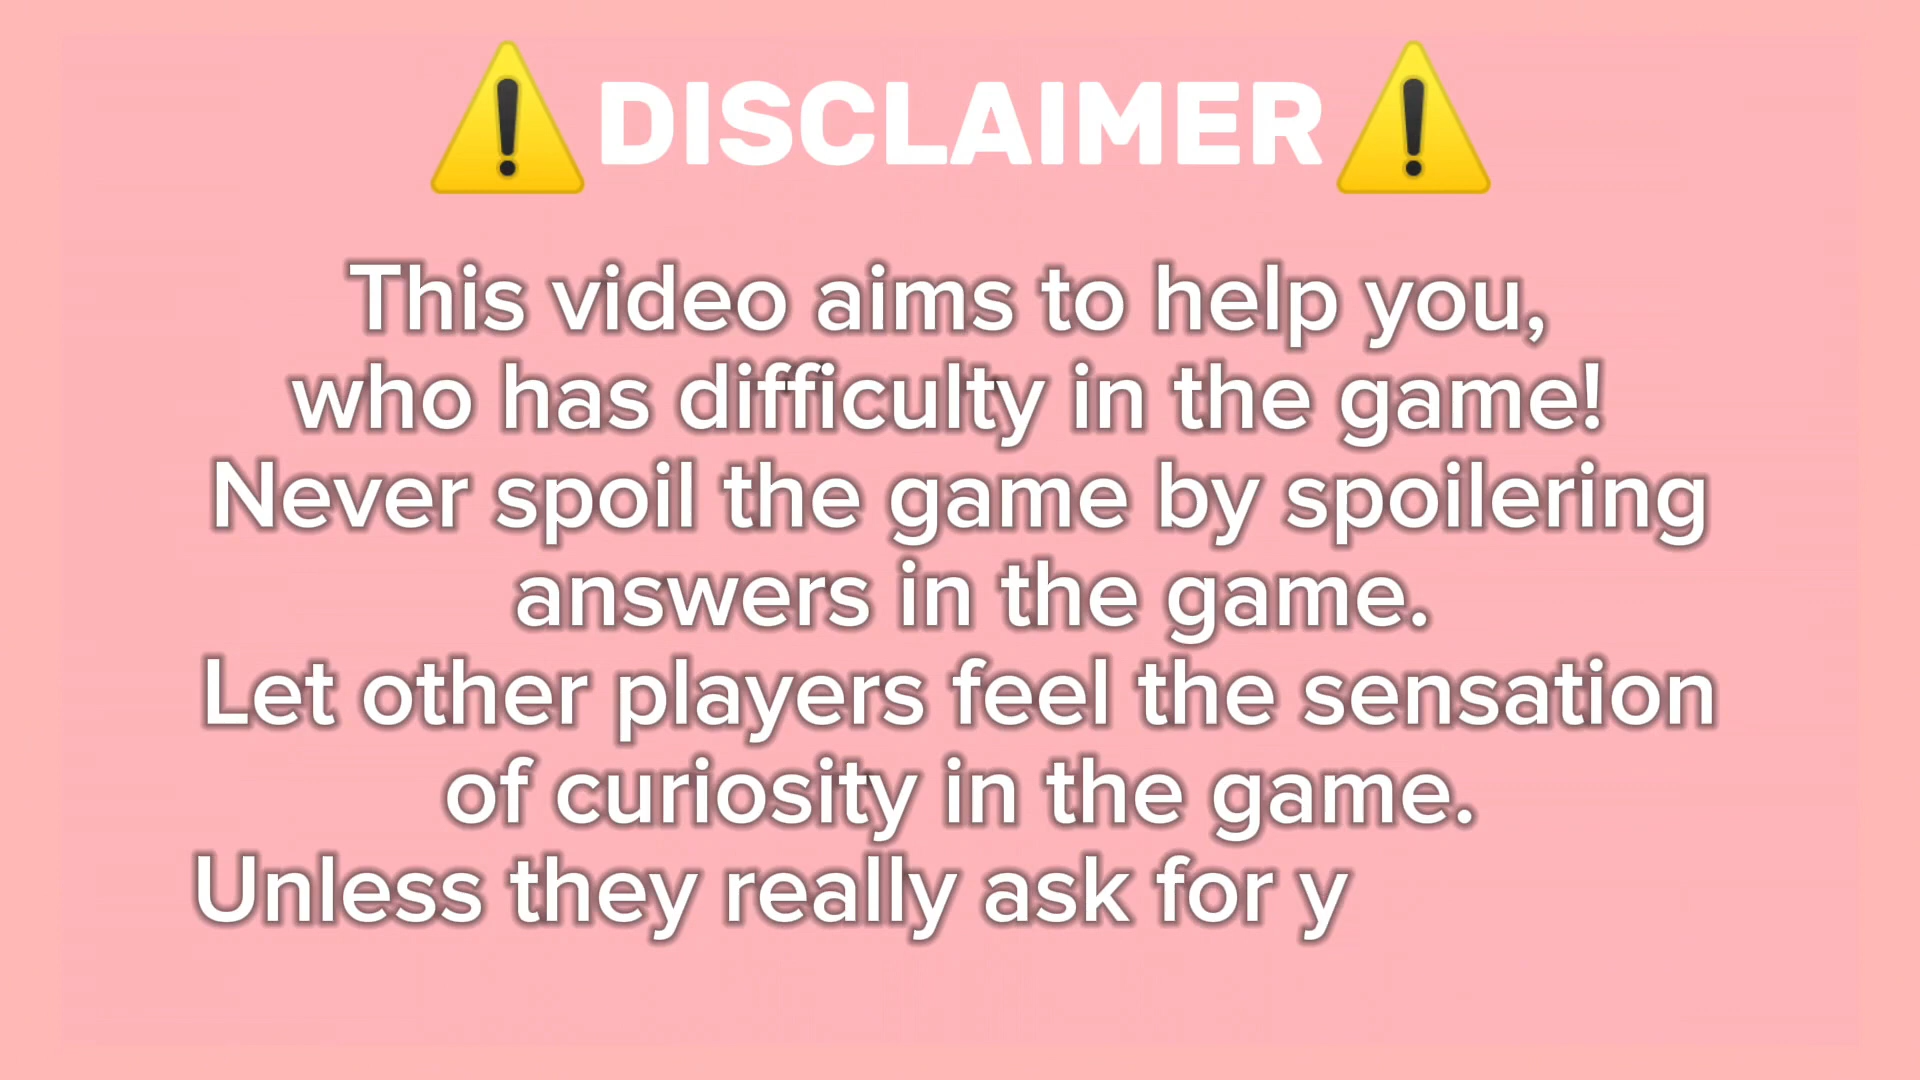 ⚠️DISCLAIMER⚠️
This video aims to help you,
who has difficulty in the game!
Never spoil the game by spoilering
answers in the game.
Let other players feel the sensation
of curiosity in the game.
Unless they really ask for y